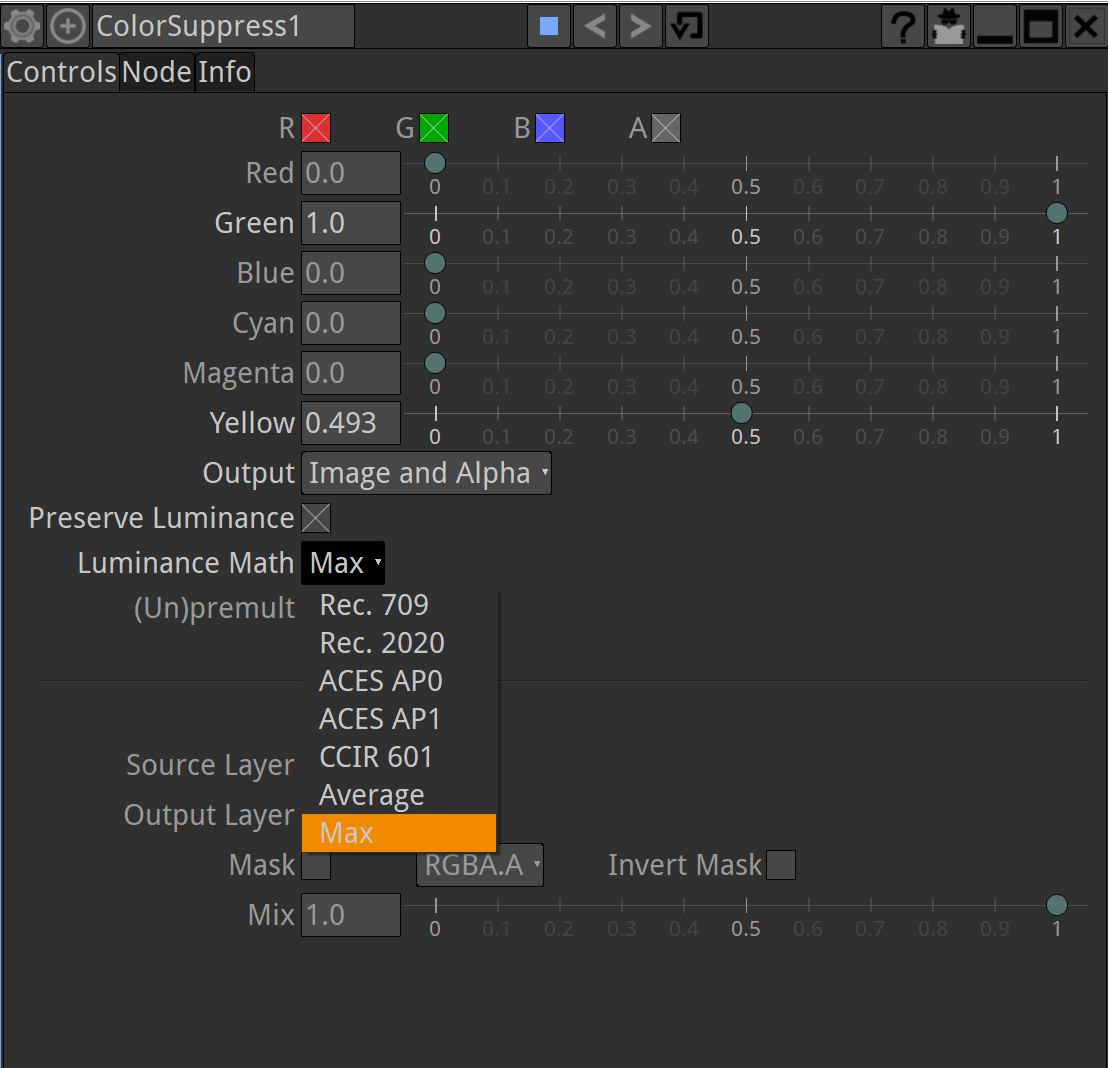 ColorSuppress1
Controls Node Info
R G B A
Red 0.0 0 0.1 0.2 0.3 0.4 0.5 0.6 0.7 0.8 0.9 1
Green 1.0 0 0.1 0.2 0.3 0.4 0.5 0.6 0.7 0.8 0.9 1
Blue 0.0 0 0.1 0.2 0.3 0.4 0.5 0.6 0.7 0.8 0.9 1
Cyan 0.0 0 0.1 0.2 0.3 0.4 0.5 0.6 0.7 0.8 0.9 1
Magenta 0.0 0 0.1 0.2 0.3 0.4 0.5 0.6 0.7 0.8 0.9 1
Yellow 0.493 0 0.1 0.2 0.3 0.4 0.5 0.6 0.7 0.8 0.9 1
Output Image and Alpha
Preserve Luminance
Luminance Math Max
(Un)premult
Rec. 709
Rec. 2020
ACES AP0
ACES AP1
CCIR 601
Average
Max
Source Layer
Output Layer
Mask RGBA.A Invert Mask
Mix 1.0 0 0.1 0.2 0.3 0.4 0.5 0.6 0.7 0.8 0.9 1